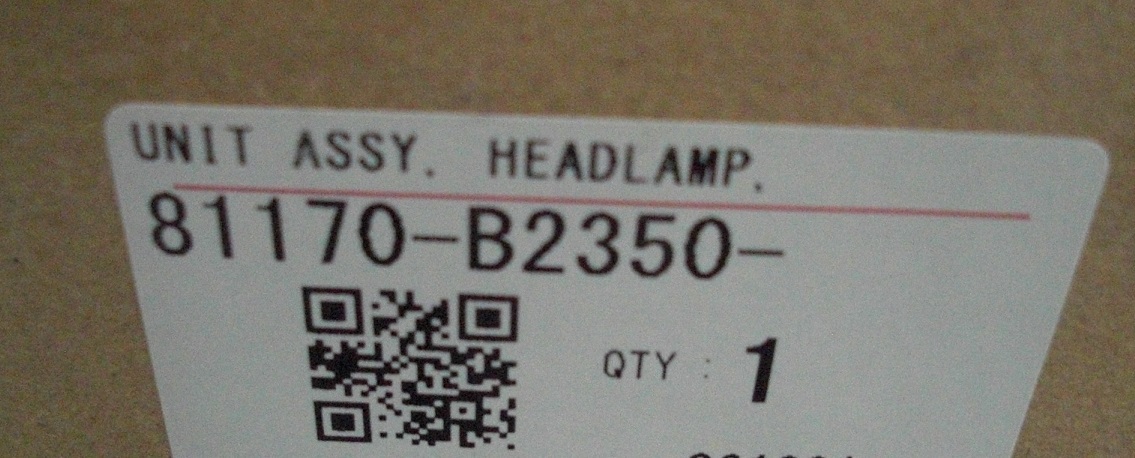 UNIT ASSY. HEADLAMP.
81170-B2350-
QTY : 1